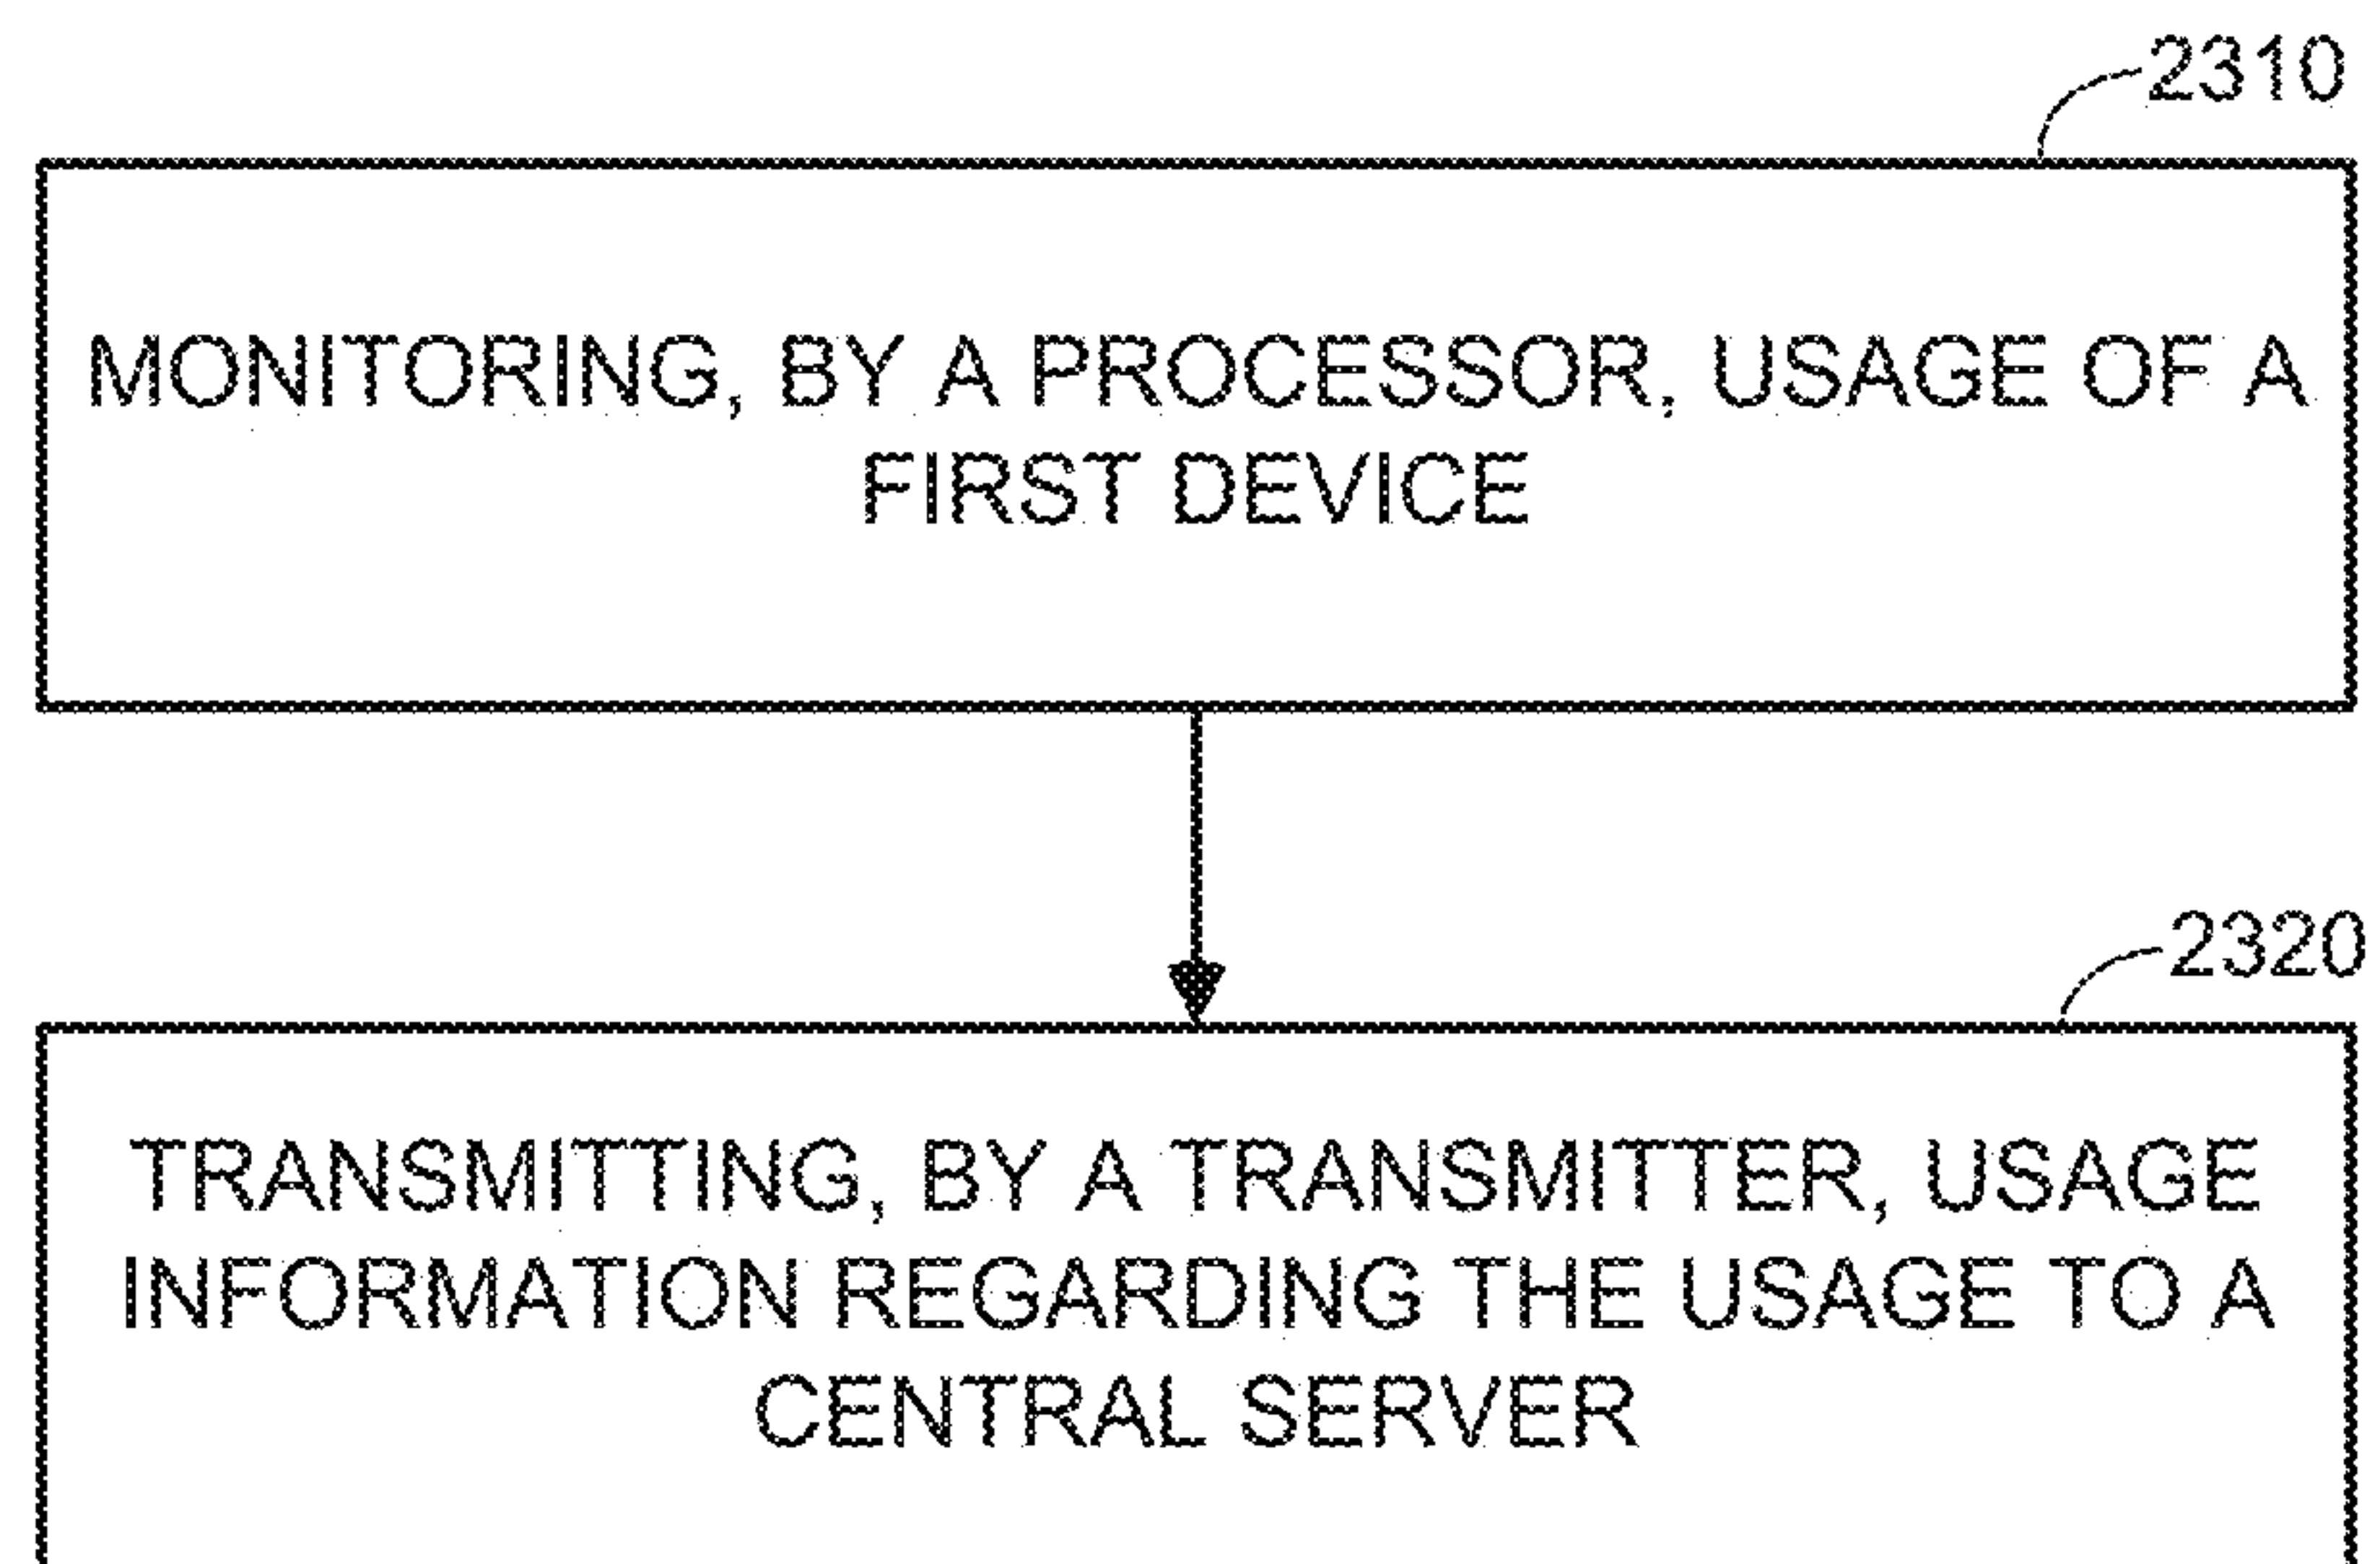 2310
MONITORING, BY A PROCESSOR, USAGE OF A
FIRST DEVICE
2320
TRANSMITTING, BY A TRANSMITTER, USAGE
INFORMATION REGARDING THE USAGE TO A
CENTRAL SERVER